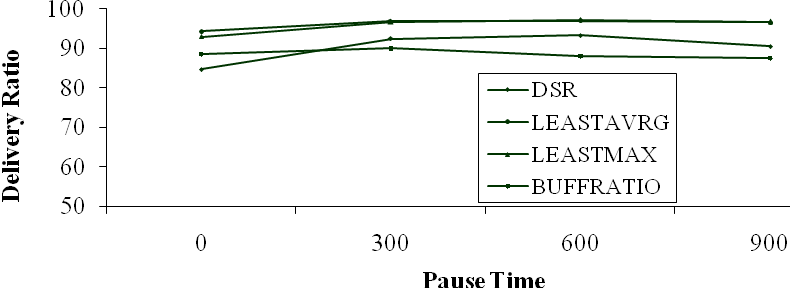 100
90
80
70
60
50
Delivery Ratio
DSR
LEASTAVRG
LEASTMAX
BUFFRATIO
0 300 600 900
Pause Time